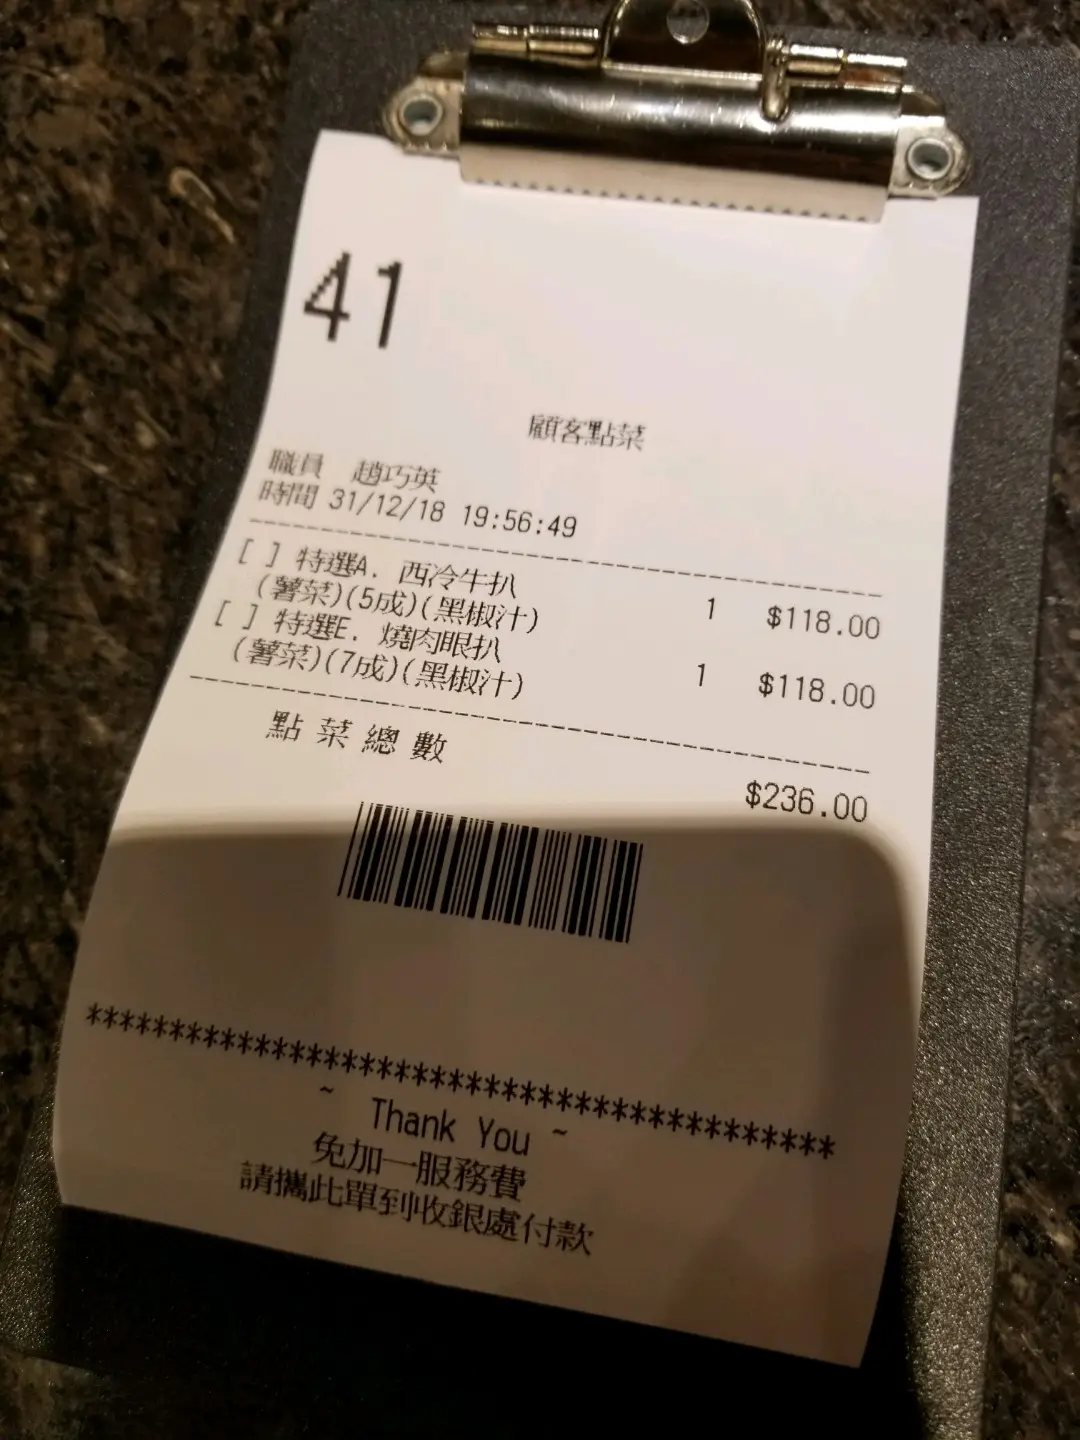 41
顧客點菜
職員 趙巧英
時間 31/12/18 19:56:49
[ ] 特選A. 西冷牛扒
(薯菜)(5成)(黑椒汁) 1 $118.00
[ ] 特選E. 燒肉眼扒
(薯菜)(7成)(黑椒汁) 1 $118.00
點菜總數
$236.00
********************************************
~ Thank You ~
免加一服務費
請攜此單到收銀處付款